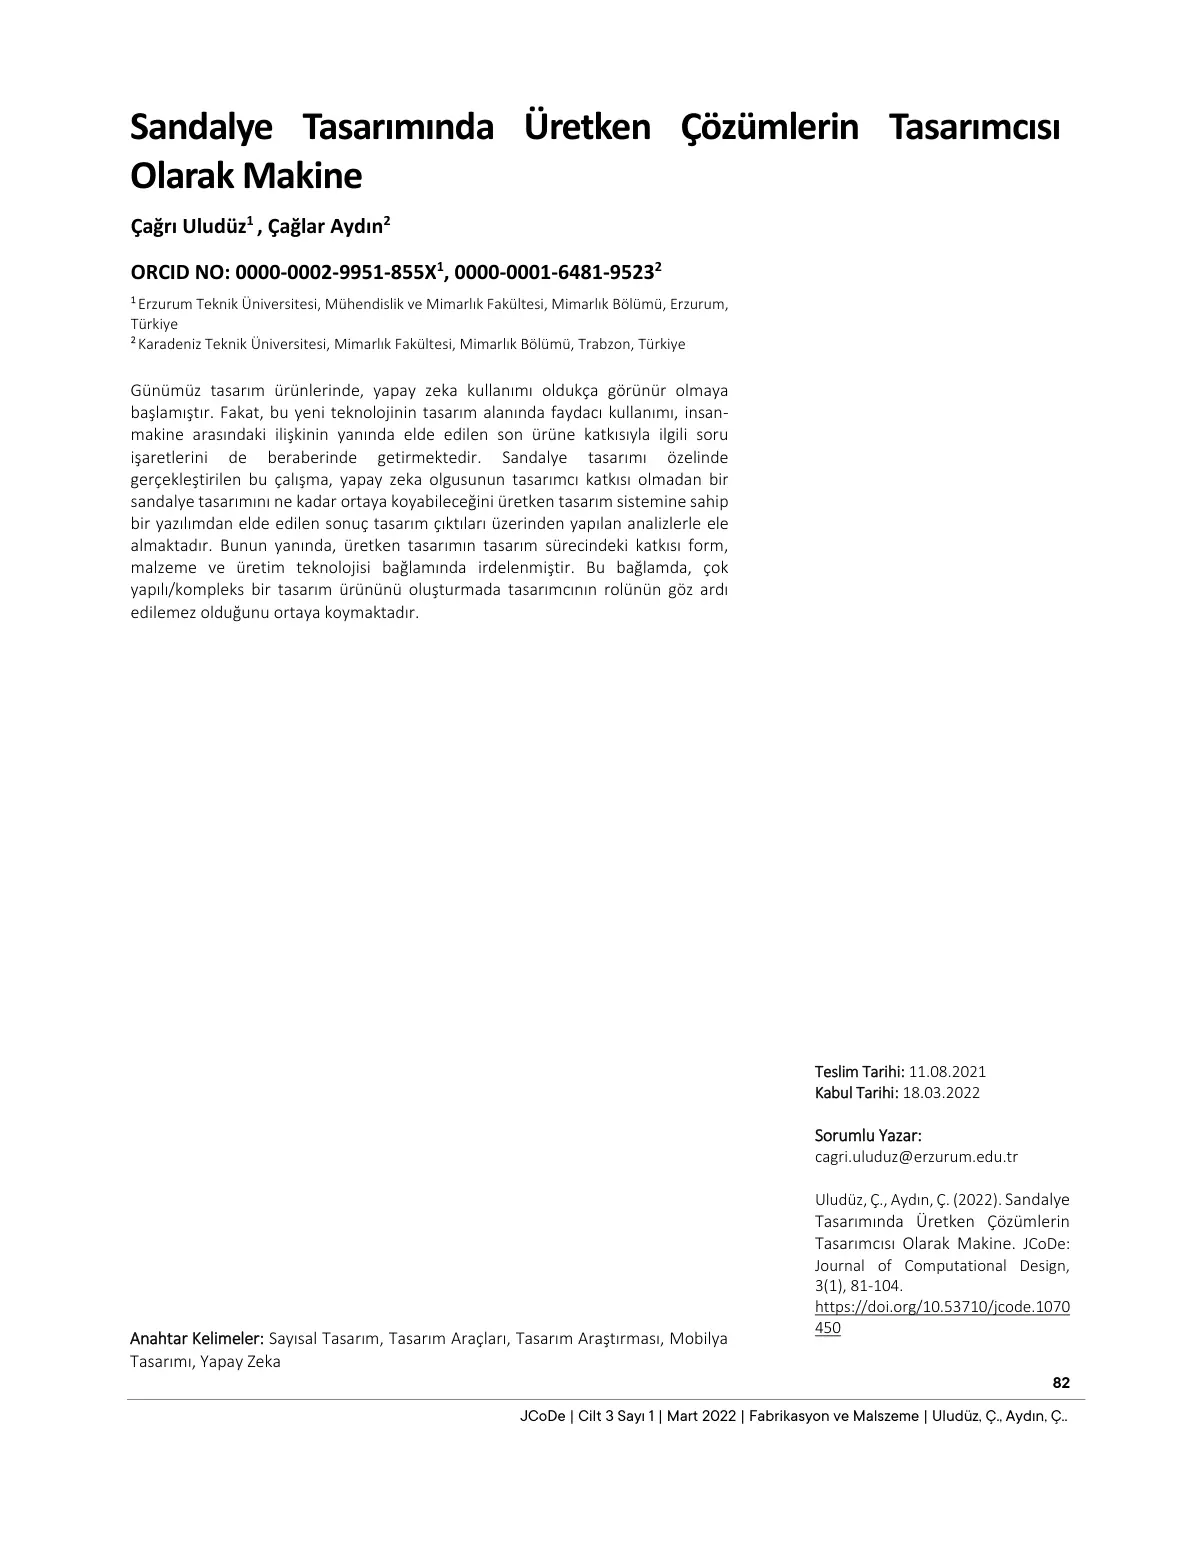 Sandalye Tasarımında Üretken Çözümlerin Tasarımcısı
Olarak Makine
Çağrı Uludüz1 , Çağlar Aydın2
ORCID NO: 0000-0002-9951-855X1, 0000-0001-6481-95232
1 Erzurum Teknik Üniversitesi, Mühendislik ve Mimarlık Fakültesi, Mimarlık Bölümü, Erzurum,
Türkiye
2 Karadeniz Teknik Üniversitesi, Mimarlık Fakültesi, Mimarlık Bölümü, Trabzon, Türkiye
Günümüz tasarım ürünlerinde, yapay zeka kullanımı oldukça görünür olmaya
başlamıştır. Fakat, bu yeni teknolojinin tasarım alanında faydacı kullanımı, insan-
makine arasındaki ilişkinin yanında elde edilen son ürüne katkısıyla ilgili soru
işaretlerini de beraberinde getirmektedir. Sandalye tasarımı özelinde
gerçekleştirilen bu çalışma, yapay zeka olgusunun tasarımcı katkısı olmadan bir
sandalye tasarımını ne kadar ortaya koyabileceğini üretken tasarım sistemine sahip
bir yazılımdan elde edilen sonuç tasarım çıktıları üzerinden yapılan analizlerle ele
almaktadır. Bunun yanında, üretken tasarımın tasarım sürecindeki katkısı form,
malzeme ve üretim teknolojisi bağlamında irdelenmiştir. Bu bağlamda, çok
yapılı/kompleks bir tasarım ürününü oluşturmada tasarımcının rolünün göz ardı
edilemez olduğunu ortaya koymaktadır.
Teslim Tarihi: 11.08.2021
Kabul Tarihi: 18.03.2022
Sorumlu Yazar:
cagri.uluduz@erzurum.edu.tr
Uludüz, Ç., Aydın, Ç. (2022). Sandalye
Tasarımında Üretken Çözümlerin
Tasarımcısı Olarak Makine. JCoDe:
Journal of Computational Design,
3(1), 81-104.
https://doi.org/10.53710/jcode.1070
450
Anahtar Kelimeler: Sayısal Tasarım, Tasarım Araçları, Tasarım Araştırması, Mobilya
Tasarımı, Yapay Zeka
82
JCoDe | Cilt 3 Sayı 1 | Mart 2022 | Fabrikasyon ve Malszeme | Uludüz, Ç., Aydın, Ç..